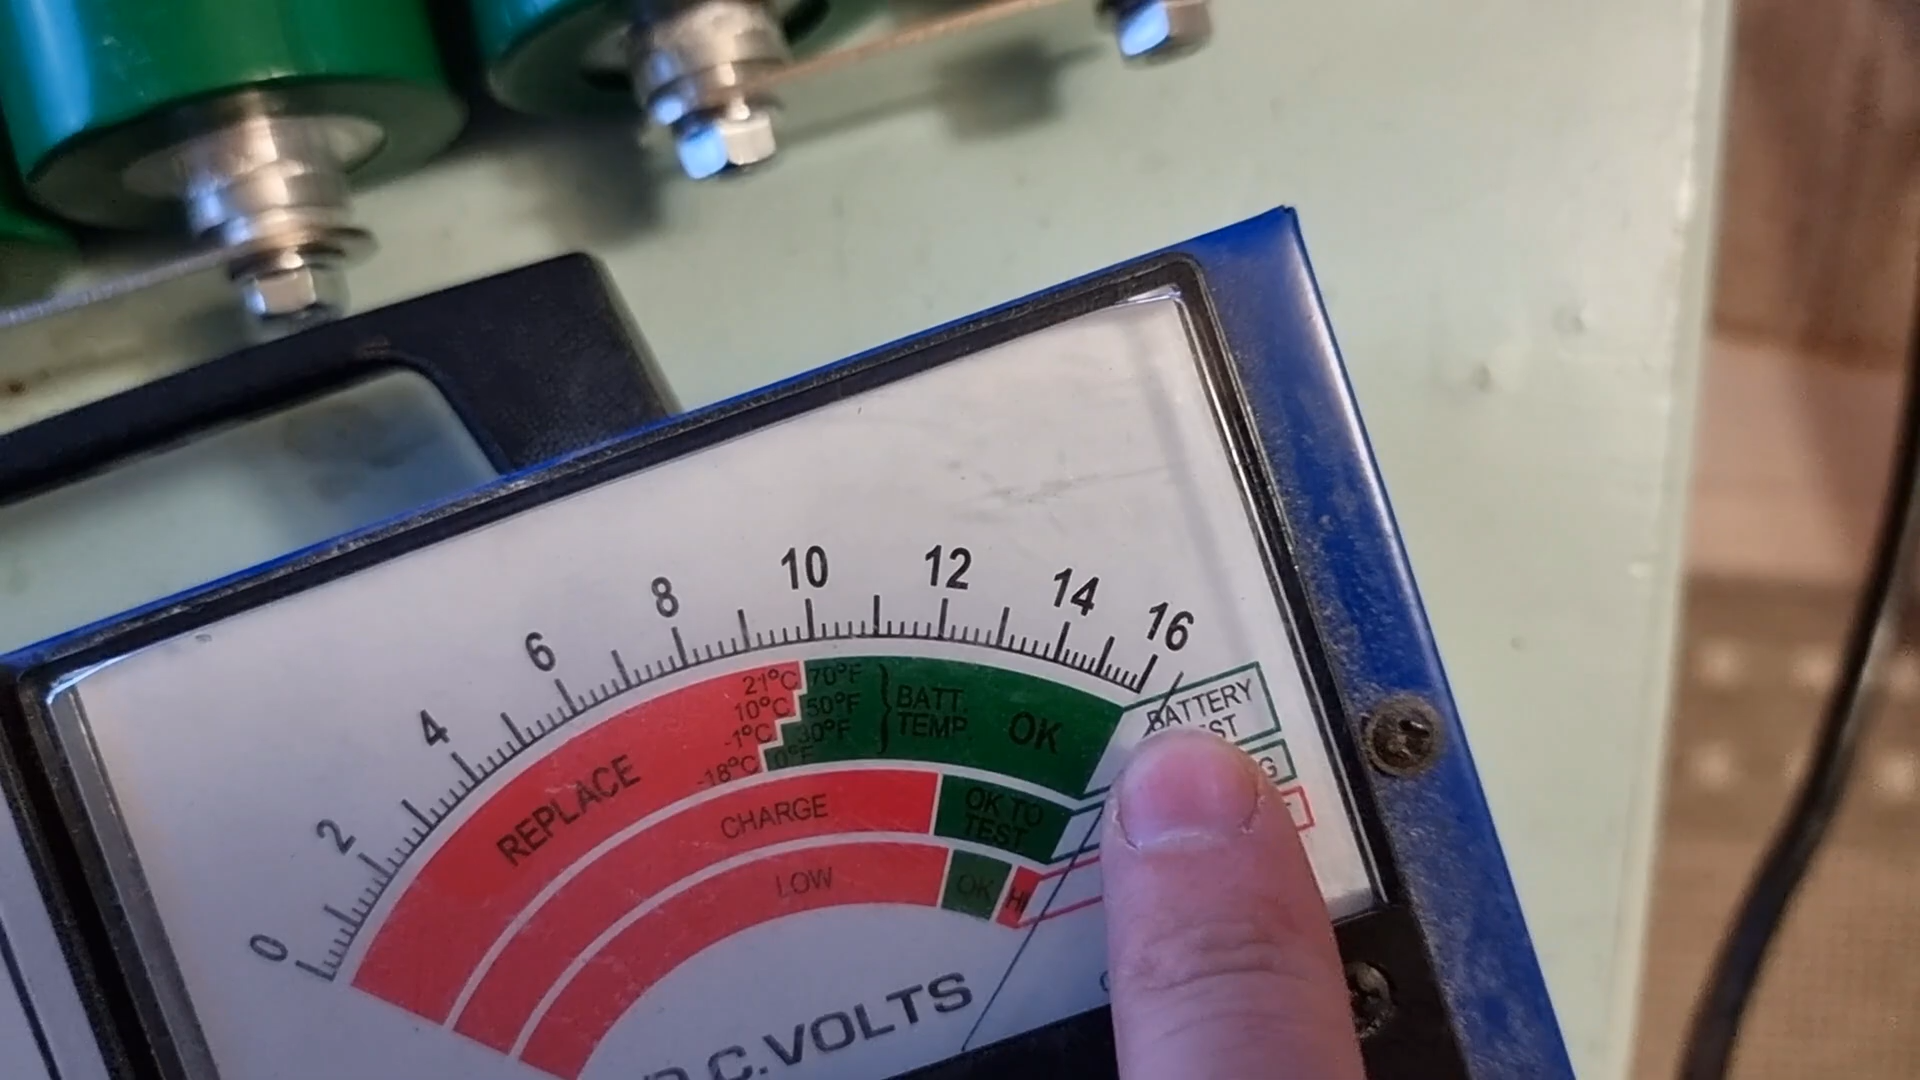 0 2 4 6 8 10 12 14 16
21°C 70°F
10°C 50°F
-1°C 30°F
-18°C 0°F
BATT.
TEMP
OK
REPLACE
BATTERY
CHARGE
OK TO
TEST
LOW
OK
HI
D.C.VOLTS